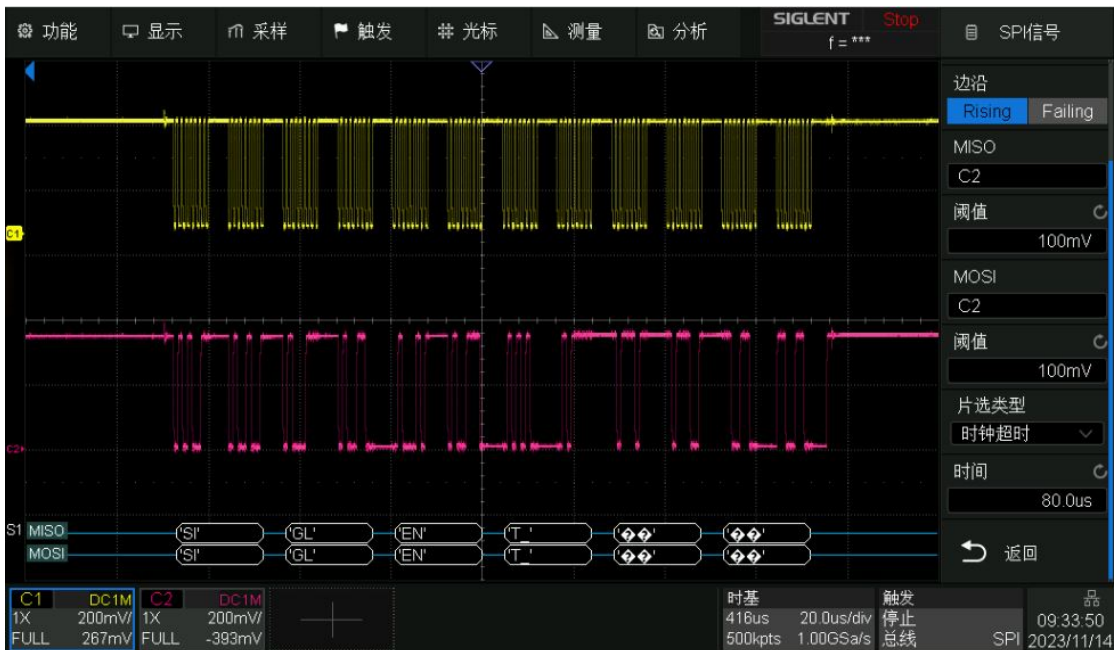 功能 显示 采样 触发 光标 测量 分析 SIGLENT Stop
f = *** SPI信号
边沿
Rising Failing
MISO
C2
阈值
100mV
MOSI
C2
阈值
100mV
片选类型
时钟超时
时间
80.0us
返回
C1
C2
S1 MISO 'SI' 'GL' 'EN' 'T_' '��' '��'
MOSI 'SI' 'GL' 'EN' 'T_' '��' '��'
C1 DC1M C2 DC1M 时基 触发
1X 200mV/ 1X 200mV/ 416us 20.0us/div 停止 09:33:50
FULL 267mV FULL -393mV 500kpts 1.00GSa/s 总线 SPI 2023/11/14